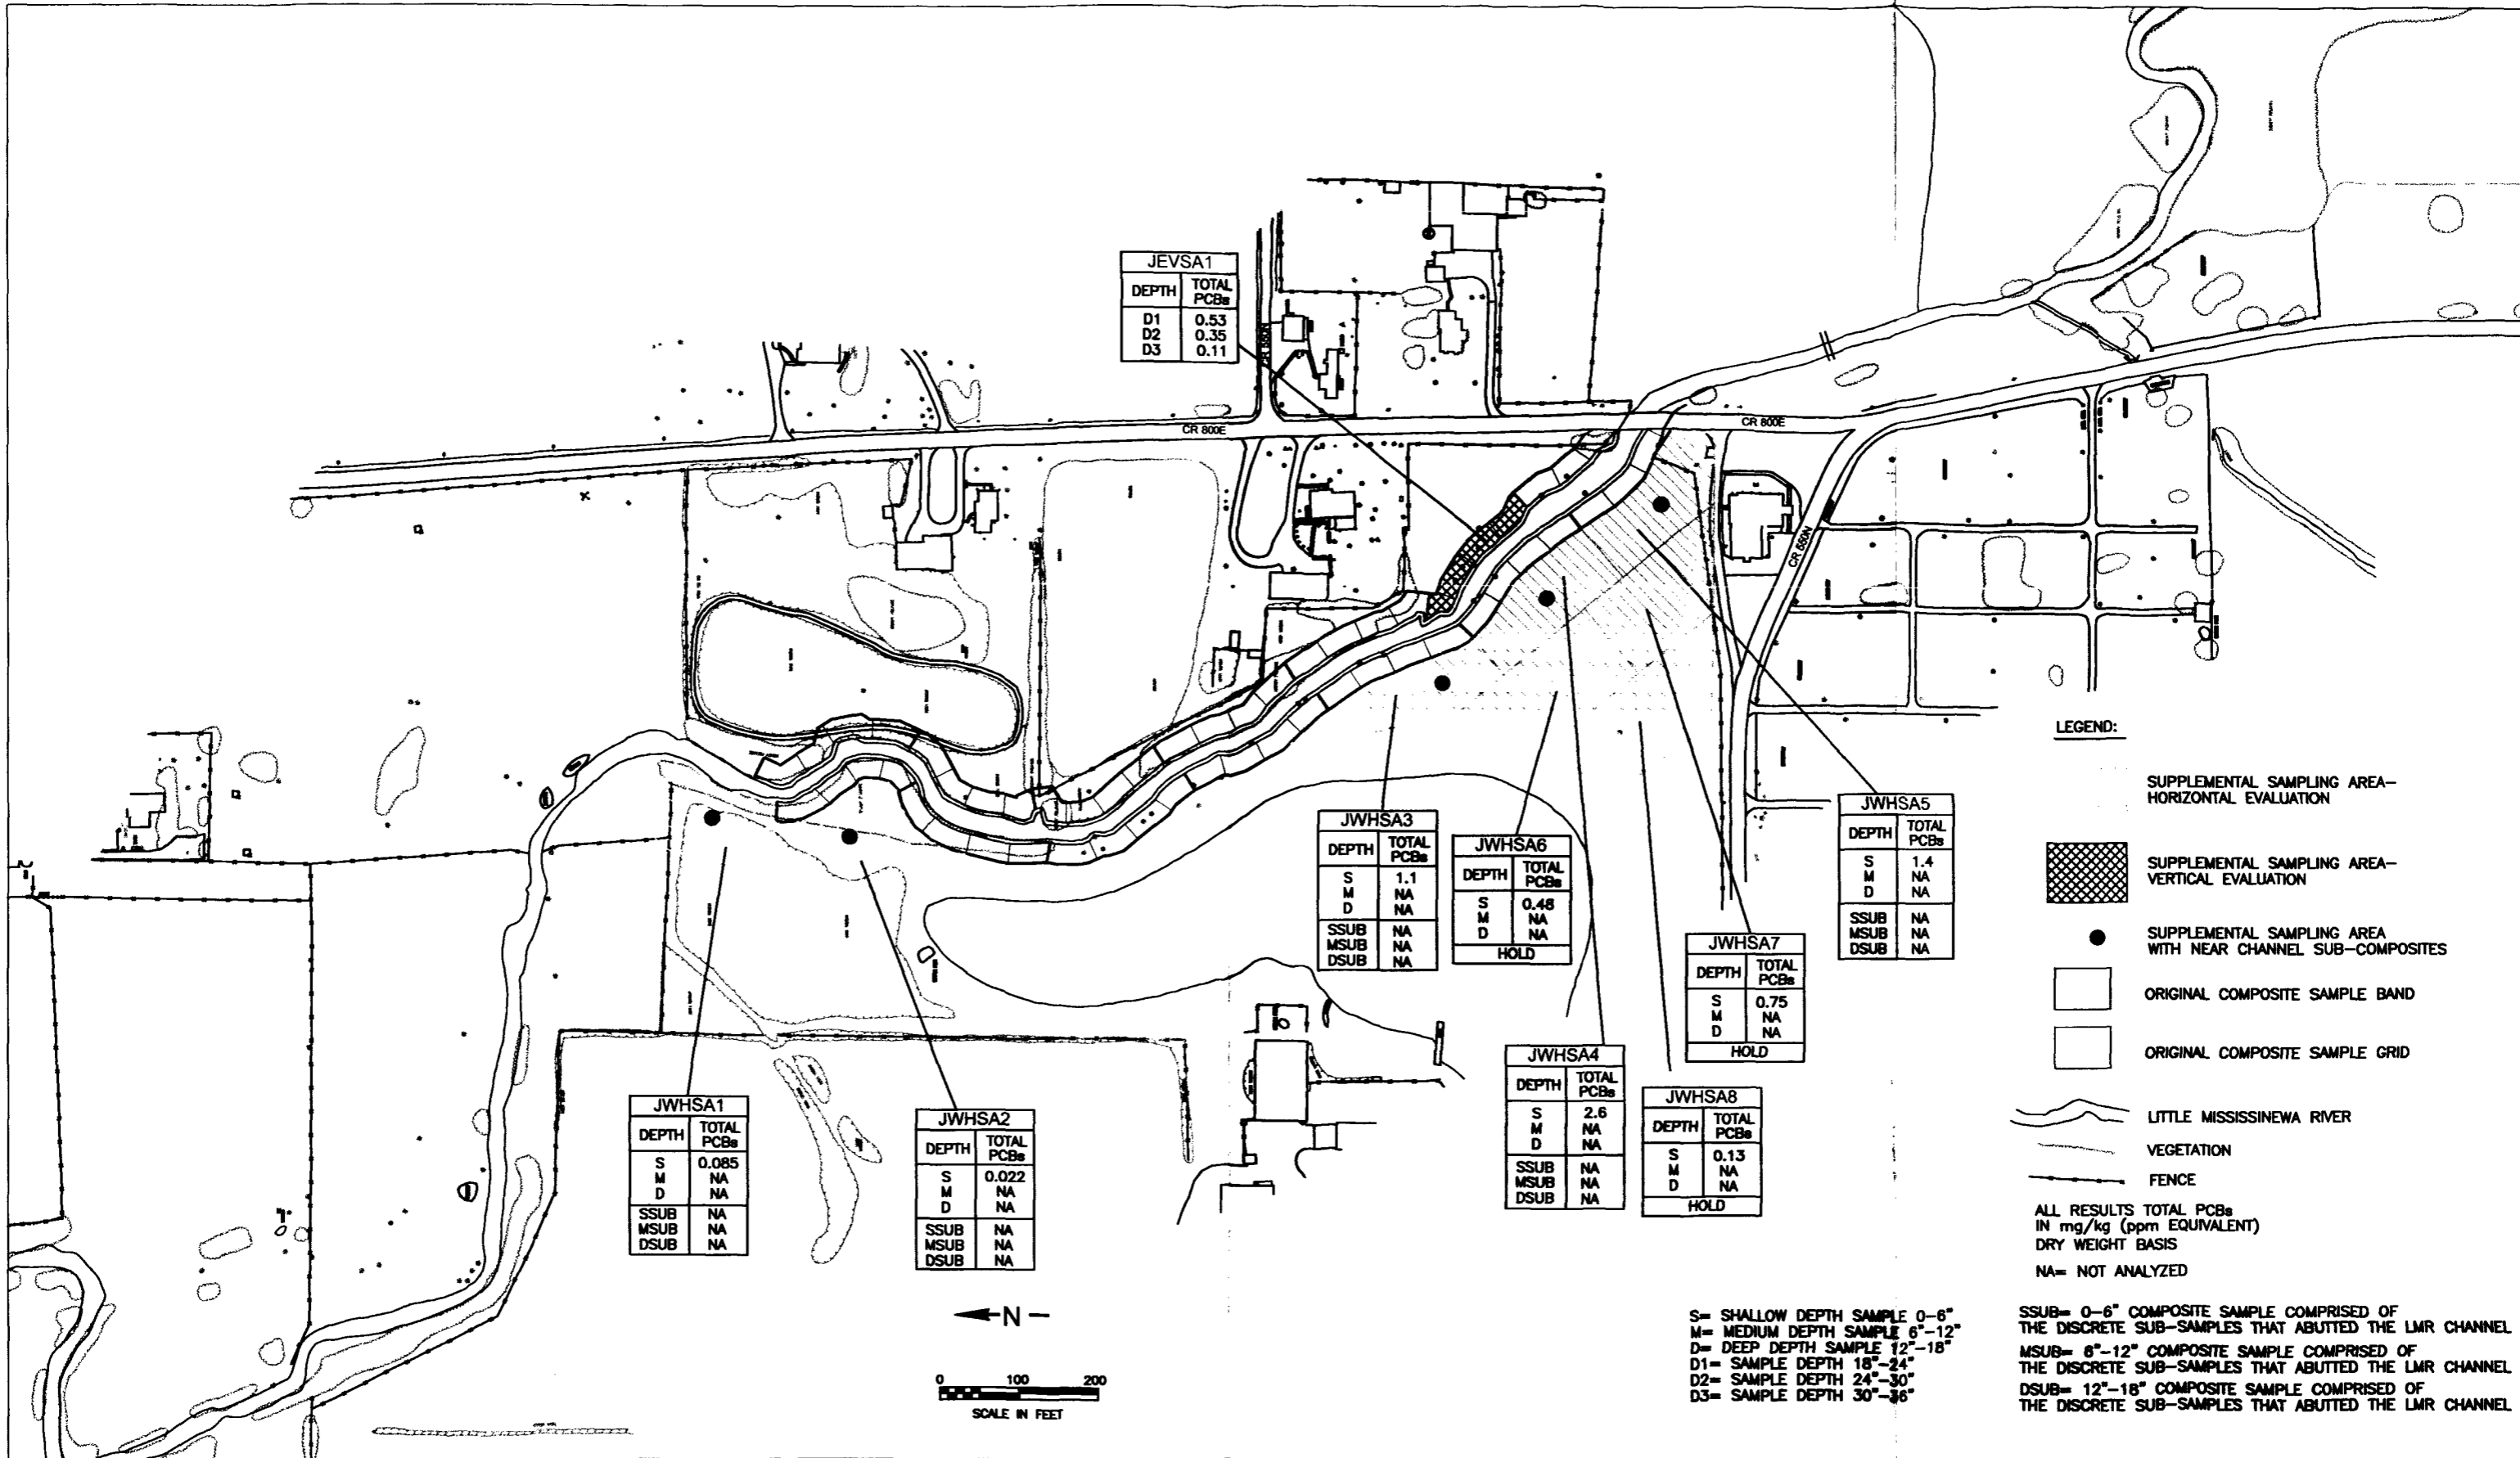 JEVSA1
DEPTH TOTAL PCBs
D1 0.53
D2 0.35
D3 0.11
CR 550N
CR 800E
CR 800E
CR 550N
JWHSA3
DEPTH TOTAL PCBs
S 1.1
M NA
D NA
SSUB NA
MSUB NA
DSUB NA
JWHSA6
DEPTH TOTAL PCBs
S 0.48
M NA
D NA
HOLD
JWHSA5
DEPTH TOTAL PCBs
S 1.4
M NA
D NA
SSUB NA
MSUB NA
DSUB NA
JWHSA7
DEPTH TOTAL PCBs
S 0.75
M NA
D NA
HOLD
JWHSA4
DEPTH TOTAL PCBs
S 2.6
M NA
D NA
SSUB NA
MSUB NA
DSUB NA
JWHSA8
DEPTH TOTAL PCBs
S 0.13
M NA
D NA
HOLD
JWHSA1
DEPTH TOTAL PCBs
S 0.085
M NA
D NA
SSUB NA
MSUB NA
DSUB NA
JWHSA2
DEPTH TOTAL PCBs
S 0.022
M NA
D NA
SSUB NA
MSUB NA
DSUB NA
LEGEND:
SUPPLEMENTAL SAMPLING AREA–
HORIZONTAL EVALUATION
SUPPLEMENTAL SAMPLING AREA–
VERTICAL EVALUATION
SUPPLEMENTAL SAMPLING AREA
WITH NEAR CHANNEL SUB–COMPOSITES
ORIGINAL COMPOSITE SAMPLE BAND
ORIGINAL COMPOSITE SAMPLE GRID
LITTLE MISSISSINEWA RIVER
VEGETATION
FENCE
ALL RESULTS TOTAL PCBs
IN mg/kg (ppm EQUIVALENT)
DRY WEIGHT BASIS
NA= NOT ANALYZED
N
0 100 200
SCALE IN FEET
S= SHALLOW DEPTH SAMPLE 0–6"
M= MEDIUM DEPTH SAMPLE 6"–12"
D= DEEP DEPTH SAMPLE 12"–18"
D1= SAMPLE DEPTH 18"–24"
D2= SAMPLE DEPTH 24"–30"
D3= SAMPLE DEPTH 30"–36"
SSUB= 0–6" COMPOSITE SAMPLE COMPRISED OF
THE DISCRETE SUB–SAMPLES THAT ABUTTED THE LMR CHANNEL
MSUB= 6"–12" COMPOSITE SAMPLE COMPRISED OF
THE DISCRETE SUB–SAMPLES THAT ABUTTED THE LMR CHANNEL
DSUB= 12"–18" COMPOSITE SAMPLE COMPRISED OF
THE DISCRETE SUB–SAMPLES THAT ABUTTED THE LMR CHANNEL